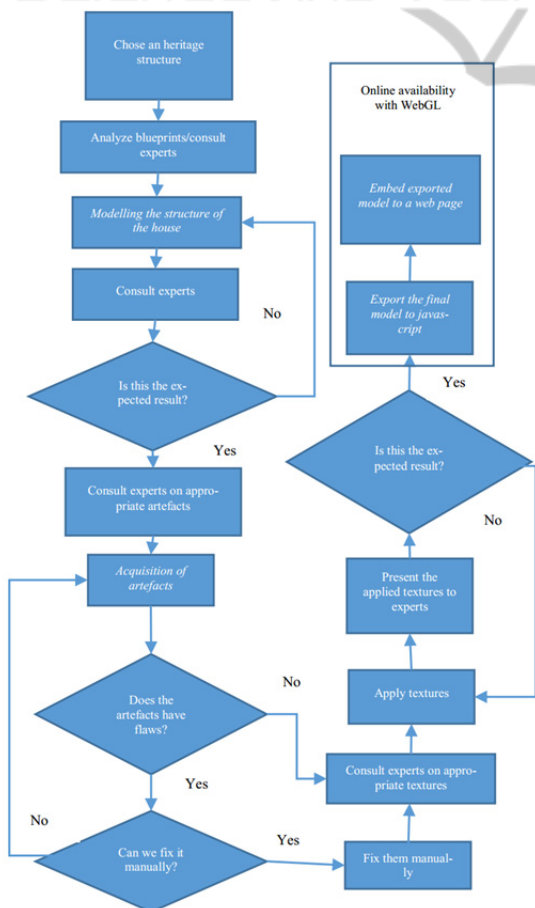 Chose an heritage
structure
Analyze blueprints/consult
experts
Modelling the structure of
the house
Consult experts
No
Is this the ex-
pected result?
Yes
Consult experts on appro-
priate artefacts
Acquisition of
artefacts
Does the
artefacts have
flaws?
No
Yes
No
Can we fix it
manually?
Yes
Fix them manual-
ly
Consult experts on appro-
priate textures
Apply textures
Present the
applied textures to
experts
No
Is this the ex-
pected result?
Yes
Export the final
model to javas-
cript
Embed exported
model to a web page
Online availability
with WebGL